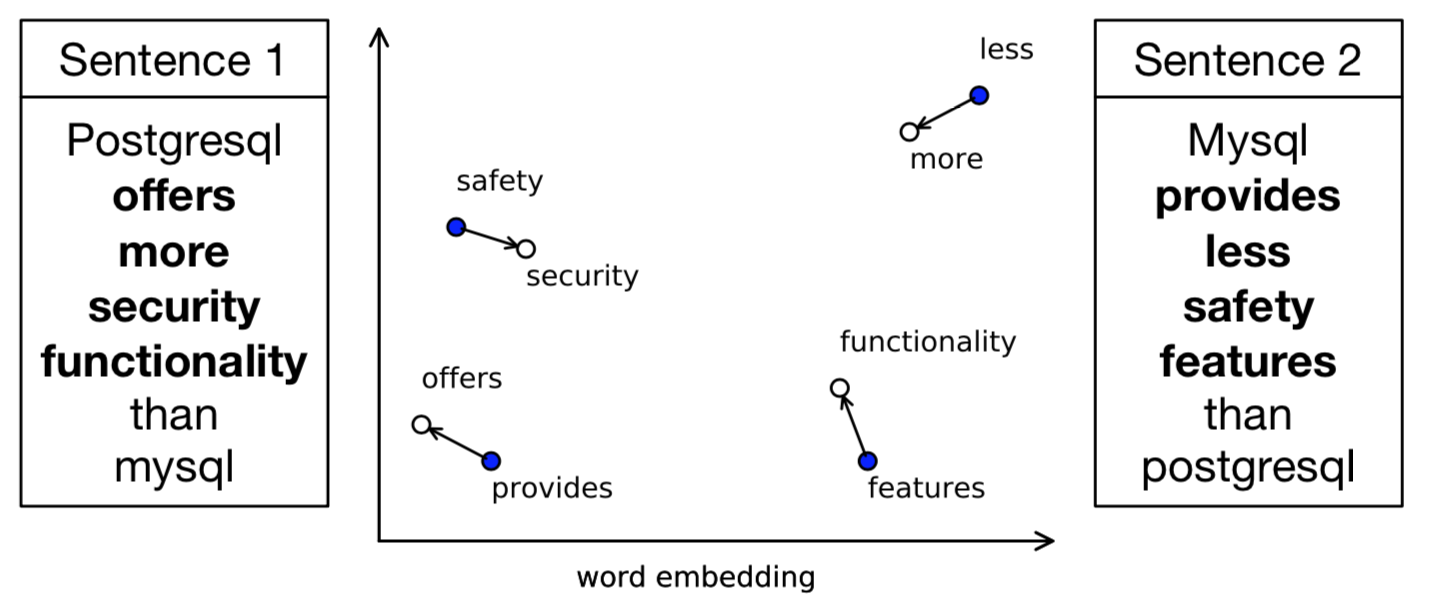 Sentence 1
Postgresql
offers
more
security
functionality
than
mysql
less
more
safety
security
functionality
offers
provides
features
word embedding
Sentence 2
Mysql
provides
less
safety
features
than
postgresql